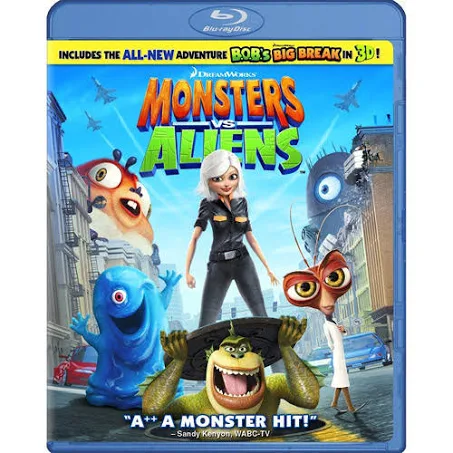 Blu-ray Disc
INCLUDES THE ALL-NEW ADVENTURE B.O.B.'S BIG BREAK IN 3D!
DREAMWORKS
MONSTERS
VS
ALIENS
TM
"A++ A MONSTER HIT!"
– Sandy Kenyon, WABC-TV